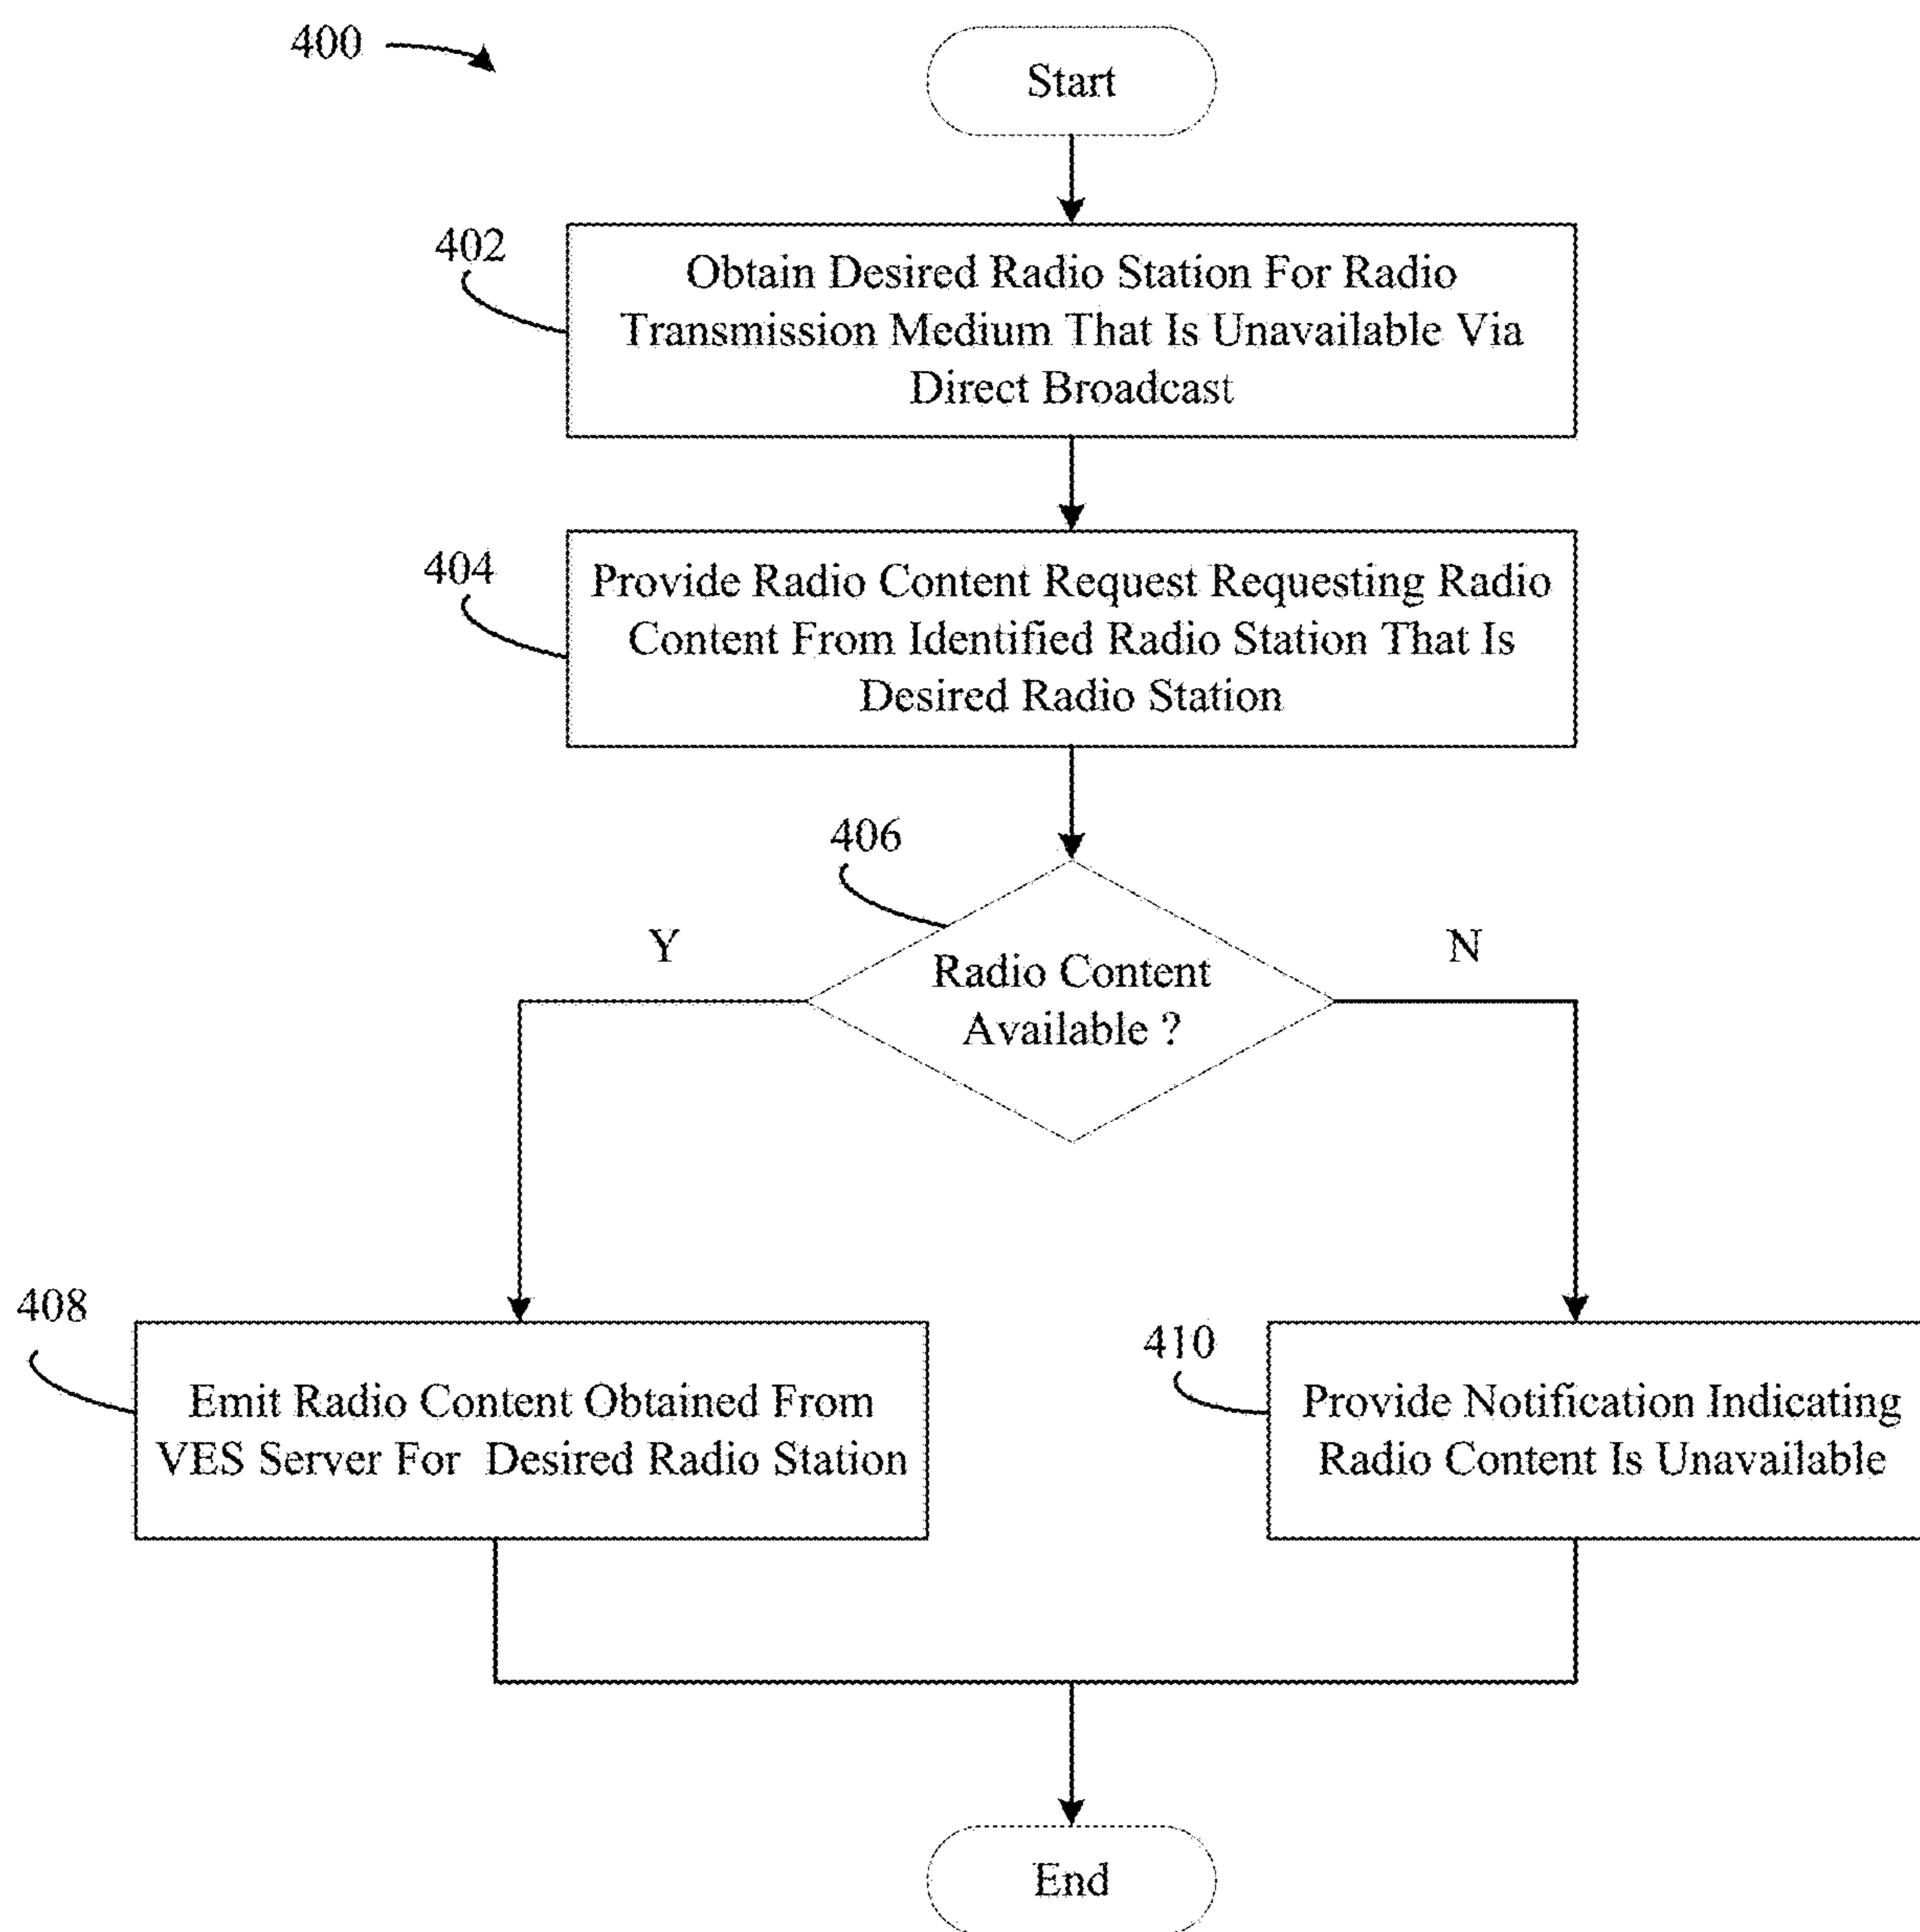 400
Start
402
Obtain Desired Radio Station For Radio
Transmission Medium That Is Unavailable Via
Direct Broadcast
404
Provide Radio Content Request Requesting Radio
Content From Identified Radio Station That Is
Desired Radio Station
406
Y
N
Radio Content
Available ?
408
410
Emit Radio Content Obtained From
VES Server For Desired Radio Station
Provide Notification Indicating
Radio Content Is Unavailable
End